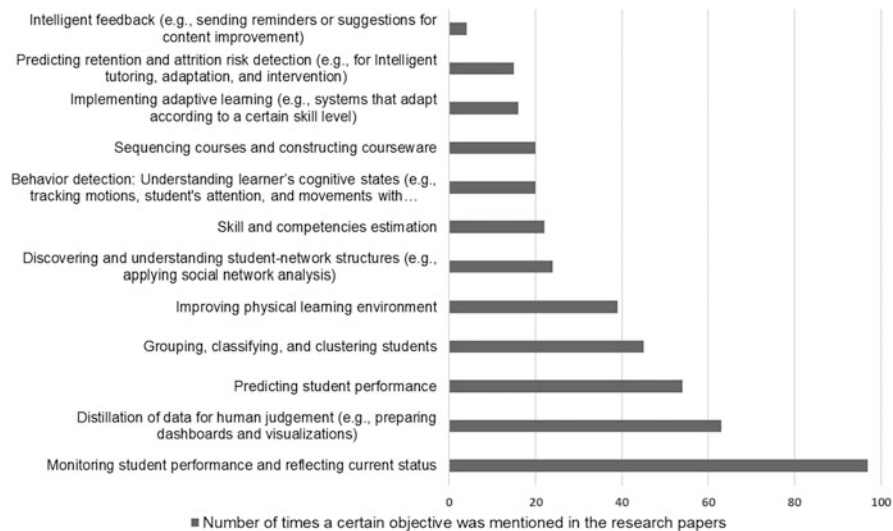 Intelligent feedback (e.g., sending reminders or suggestions for
content improvement)
Predicting retention and attrition risk detection (e.g., for Intelligent
tutoring, adaptation, and intervention)
Implementing adaptive learning (e.g., systems that adapt
according to a certain skill level)
Sequencing courses and constructing courseware
Behavior detection: Understanding learner's cognitive states (e.g.,
tracking motions, student's attention, and movements with…
Skill and competencies estimation
Discovering and understanding student-network structures (e.g.,
applying social network analysis)
Improving physical learning environment
Grouping, classifying, and clustering students
Predicting student performance
Distillation of data for human judgement (e.g., preparing
dashboards and visualizations)
Monitoring student performance and reflecting current status
0 20 40 60 80 100
Number of times a certain objective was mentioned in the research papers